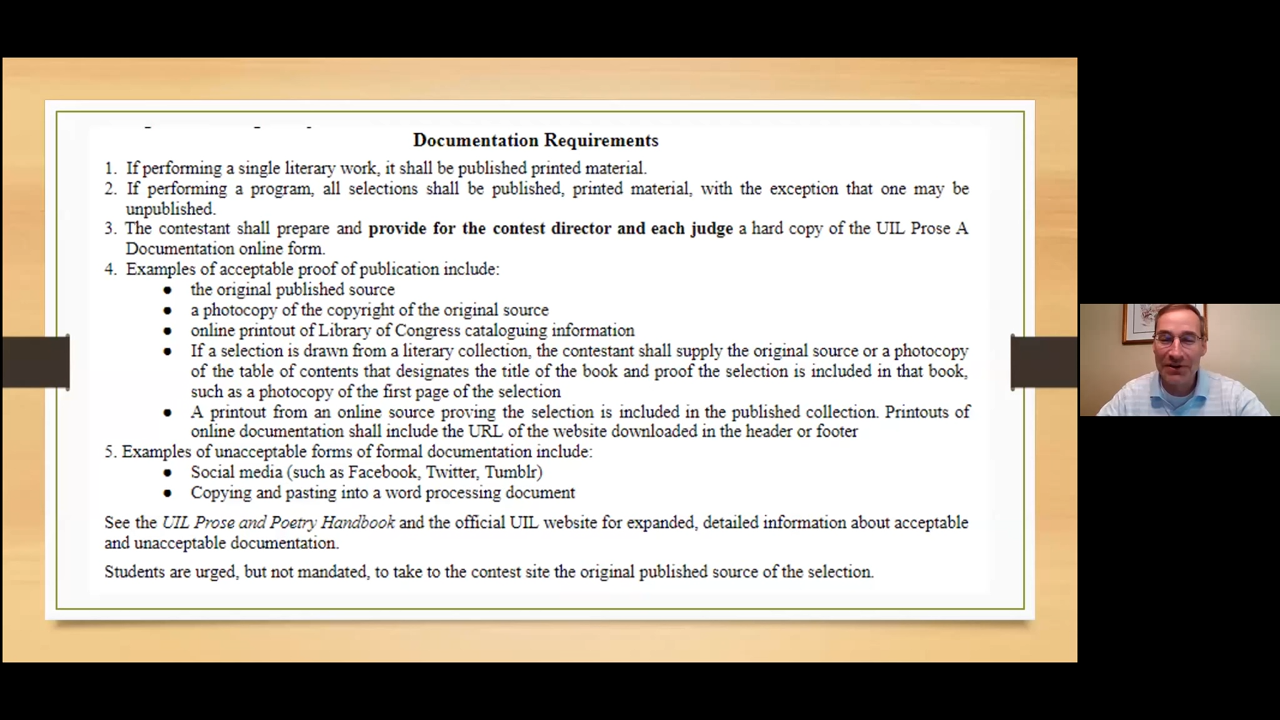 Documentation Requirements
1. If performing a single literary work, it shall be published printed material.
2. If performing a program, all selections shall be published, printed material, with the exception that one may be
unpublished.
3. The contestant shall prepare and provide for the contest director and each judge a hard copy of the UIL Prose A
Documentation online form.
4. Examples of acceptable proof of publication include:
● the original published source
● a photocopy of the copyright of the original source
● online printout of Library of Congress cataloguing information
● If a selection is drawn from a literary collection, the contestant shall supply the original source or a photocopy
of the table of contents that designates the title of the book and proof the selection is included in that book,
such as a photocopy of the first page of the selection
● A printout from an online source proving the selection is included in the published collection. Printouts of
online documentation shall include the URL of the website downloaded in the header or footer
5. Examples of unacceptable forms of formal documentation include:
● Social media (such as Facebook, Twitter, Tumblr)
● Copying and pasting into a word processing document
See the UIL Prose and Poetry Handbook and the official UIL website for expanded, detailed information about acceptable
and unacceptable documentation.
Students are urged, but not mandated, to take to the contest site the original published source of the selection.